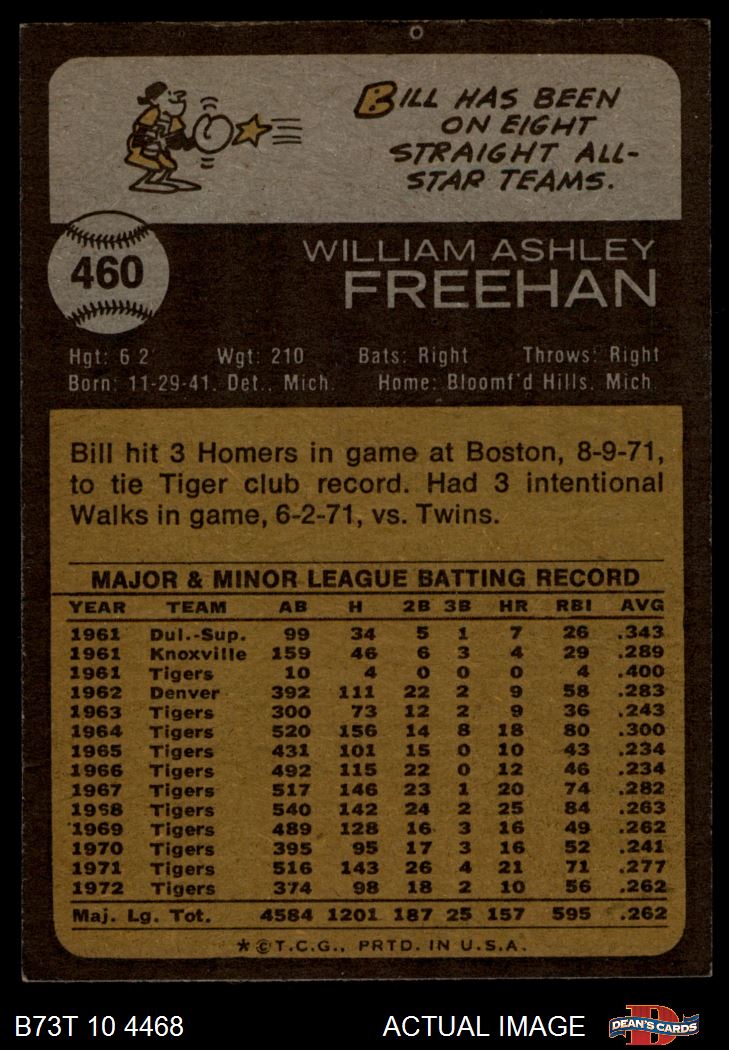 BILL HAS BEEN
ON EIGHT
STRAIGHT ALL-
STAR TEAMS.
460
WILLIAM ASHLEY
FREEHAN
Hgt: 6 2 Wgt: 210 Bats: Right Throws: Right
Born: 11-29-41, Det., Mich. Home: Bloomf'd Hills, Mich.
Bill hit 3 Homers in game at Boston, 8-9-71,
to tie Tiger club record. Had 3 intentional
Walks in game, 6-2-71, vs. Twins.
MAJOR & MINOR LEAGUE BATTING RECORD
YEAR TEAM AB H 2B 3B HR RBI AVG
1961 Dul.-Sup. 99 34 5 1 7 26 .343
1961 Knoxville 159 46 6 3 4 29 .289
1961 Tigers 10 4 0 0 0 4 .400
1962 Denver 392 111 22 2 9 58 .283
1963 Tigers 300 73 12 2 9 36 .243
1964 Tigers 520 156 14 8 18 80 .300
1965 Tigers 431 101 15 0 10 43 .234
1966 Tigers 492 115 22 0 12 46 .234
1967 Tigers 517 146 23 1 20 74 .282
1968 Tigers 540 142 24 2 25 84 .263
1969 Tigers 489 128 16 3 16 49 .262
1970 Tigers 395 95 17 3 16 52 .241
1971 Tigers 516 143 26 4 21 71 .277
1972 Tigers 374 98 18 2 10 56 .262
Maj. Lg. Tot. 4584 1201 187 25 157 595 .262
*©T.C.G., PRTD. IN U.S.A.
B73T 10 4468 ACTUAL IMAGE D DEAN'S CARDS